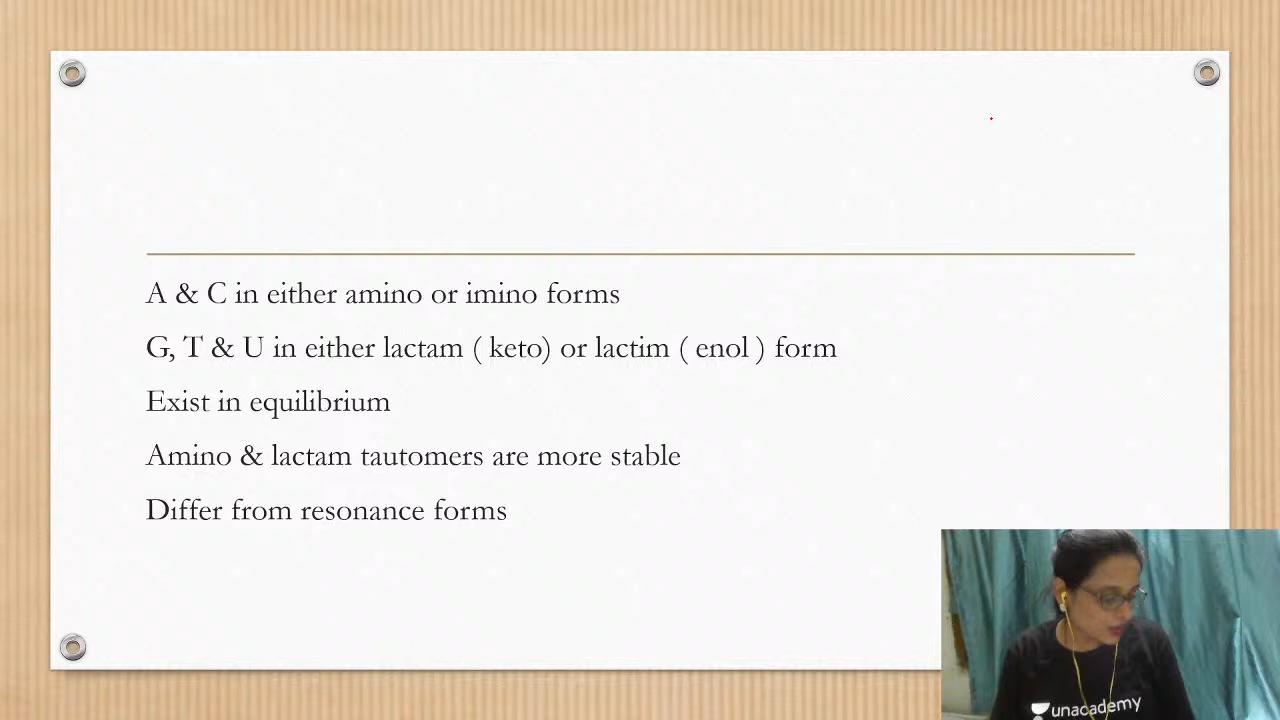 A & C in either amino or imino forms
G, T & U in either lactam ( keto) or lactim ( enol ) form
Exist in equilibrium
Amino & lactam tautomers are more stable
Differ from resonance forms
unacademy